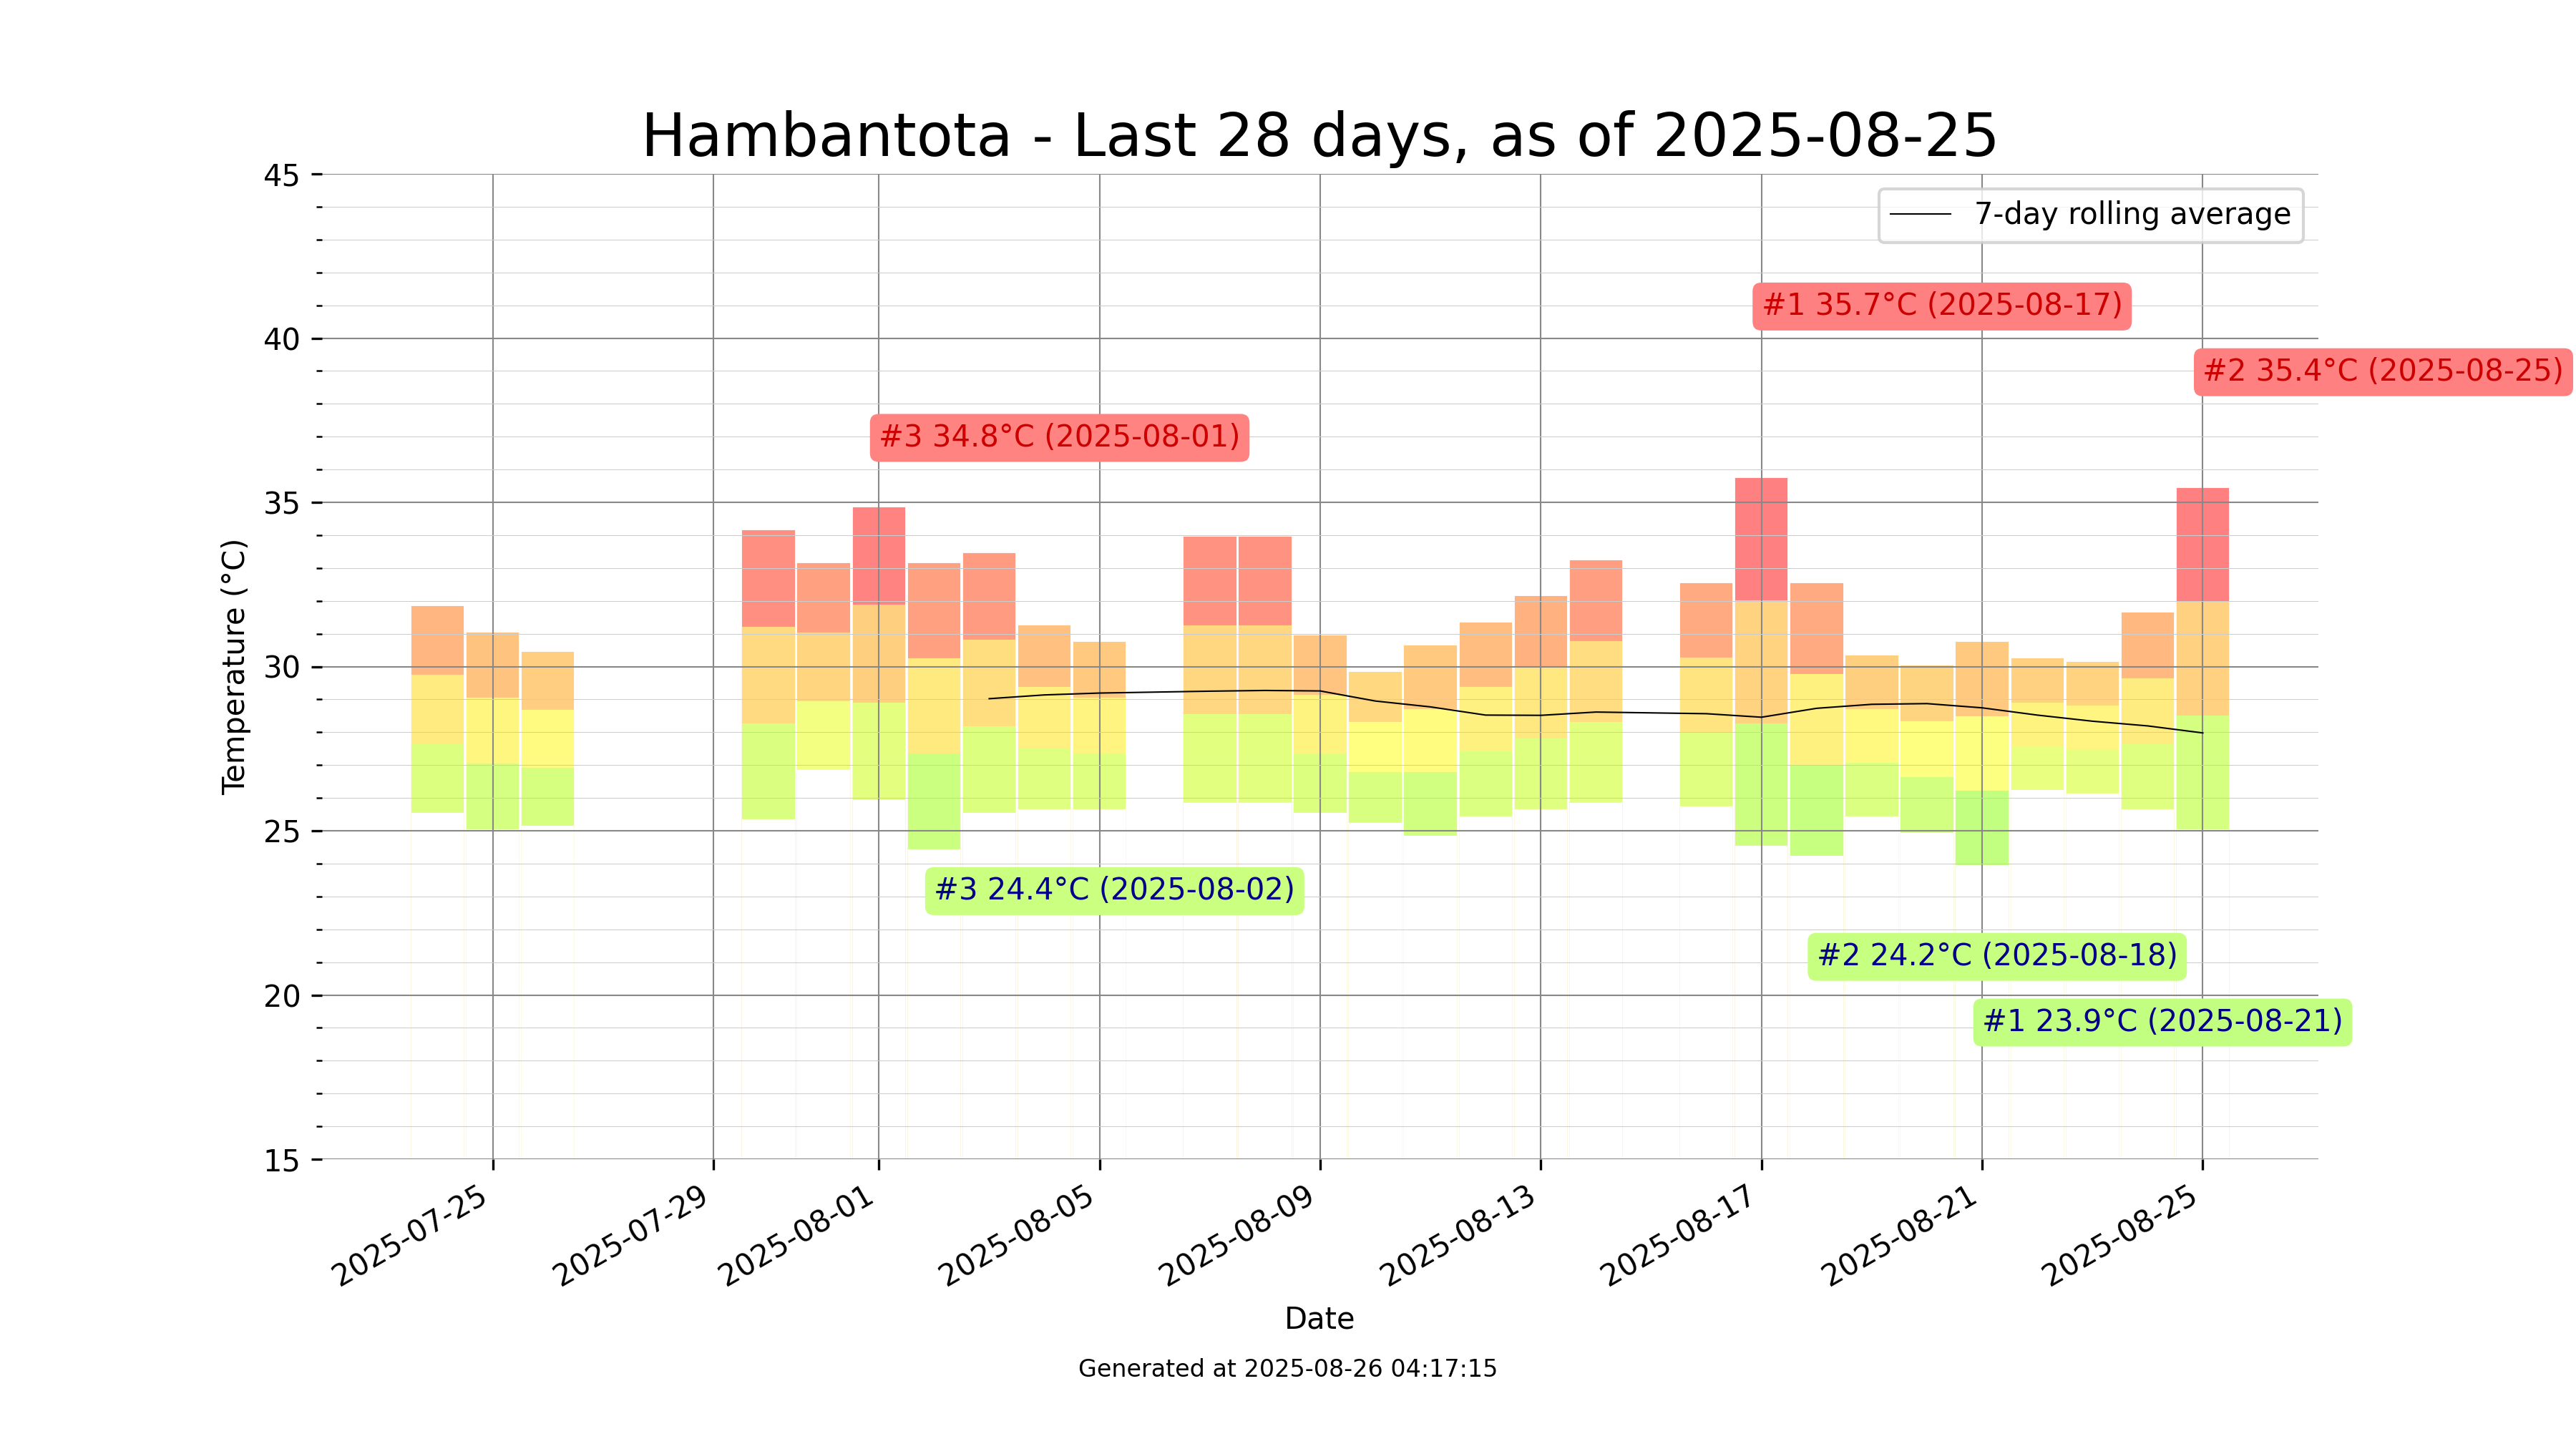 Hambantota - Last 28 days, as of 2025-08-25
45
40
35
30
25
20
15
Temperature (°C)
7-day rolling average
#1 35.7°C (2025-08-17)
#2 35.4°C (2025-08-25)
#3 34.8°C (2025-08-01)
#3 24.4°C (2025-08-02)
#2 24.2°C (2025-08-18)
#1 23.9°C (2025-08-21)
2025-07-25
2025-07-29
2025-08-01
2025-08-05
2025-08-09
2025-08-13
2025-08-17
2025-08-21
2025-08-25
Date
Generated at 2025-08-26 04:17:15